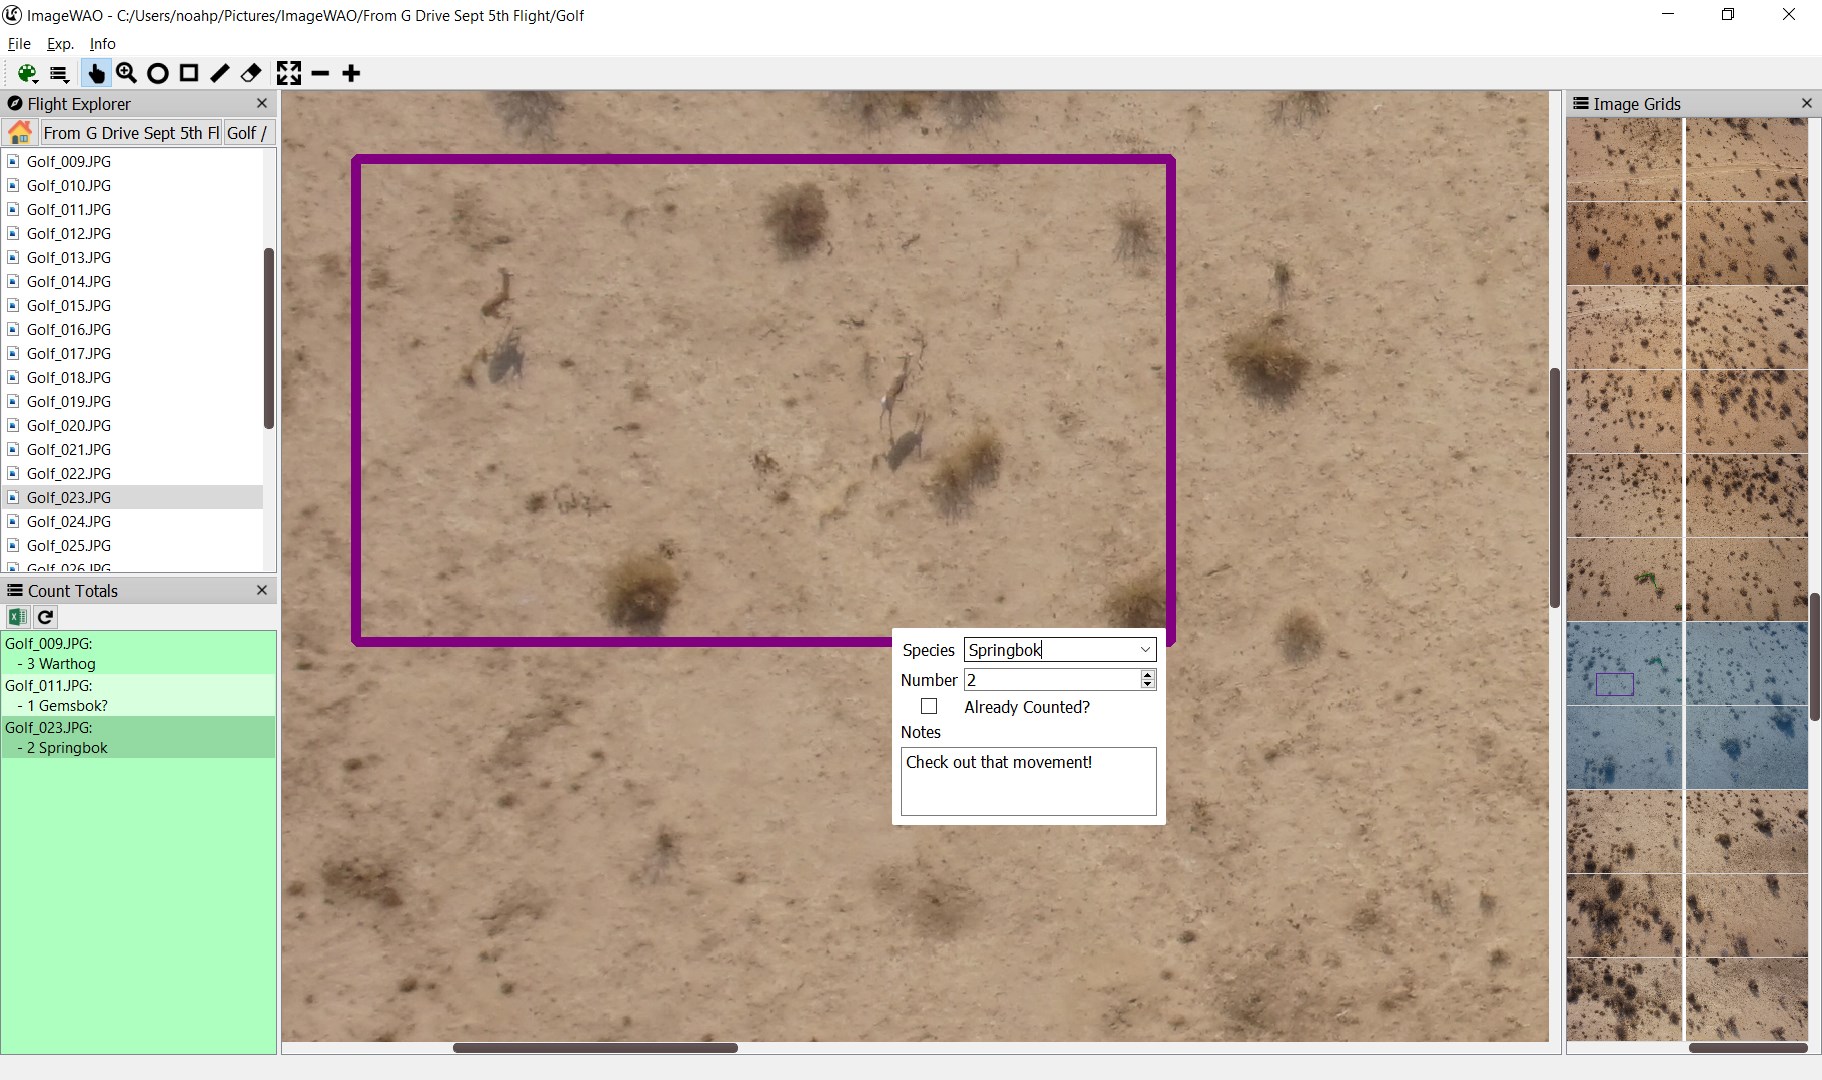 ImageWAO - C:/Users/noahp/Pictures/ImageWAO/From G Drive Sept 5th Flight/Golf
File Exp. Info
Flight Explorer
From G Drive Sept 5th Fl Golf /
Golf_009.JPG
Golf_010.JPG
Golf_011.JPG
Golf_012.JPG
Golf_013.JPG
Golf_014.JPG
Golf_015.JPG
Golf_016.JPG
Golf_017.JPG
Golf_018.JPG
Golf_019.JPG
Golf_020.JPG
Golf_021.JPG
Golf_022.JPG
Golf_023.JPG
Golf_024.JPG
Golf_025.JPG
Golf_026.JPG
Count Totals
Golf_009.JPG:
- 3 Warthog
Golf_011.JPG:
- 1 Gemsbok?
Golf_023.JPG:
- 2 Springbok
Species Springbok
Number 2
Already Counted?
Notes
Check out that movement!
Image Grids